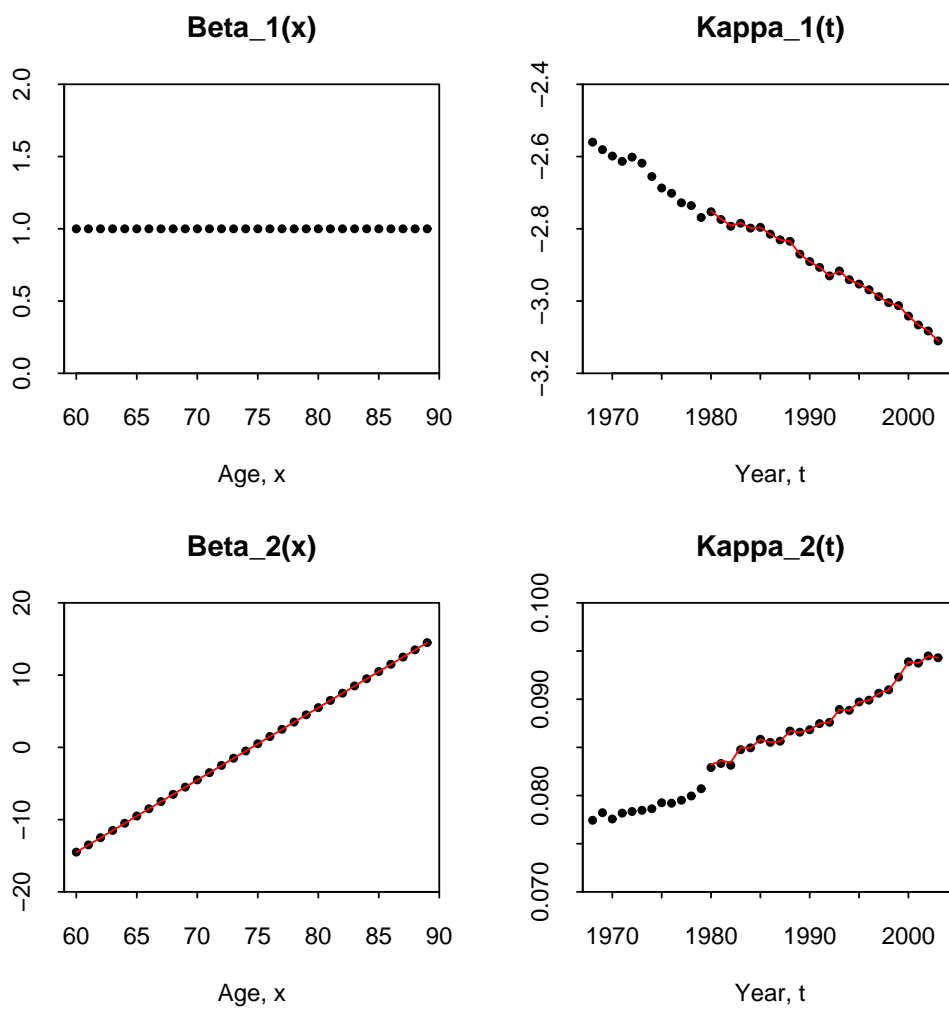 Beta_1(x)
2.0
1.5
1.0
0.5
0.0
60 65 70 75 80 85 90
Age, x
Kappa_1(t)
−2.4
−2.6
−2.8
−3.0
−3.2
1970 1980 1990 2000
Year, t
Beta_2(x)
20
10
0
−10
−20
60 65 70 75 80 85 90
Age, x
Kappa_2(t)
0.100
0.090
0.080
0.070
1970 1980 1990 2000
Year, t